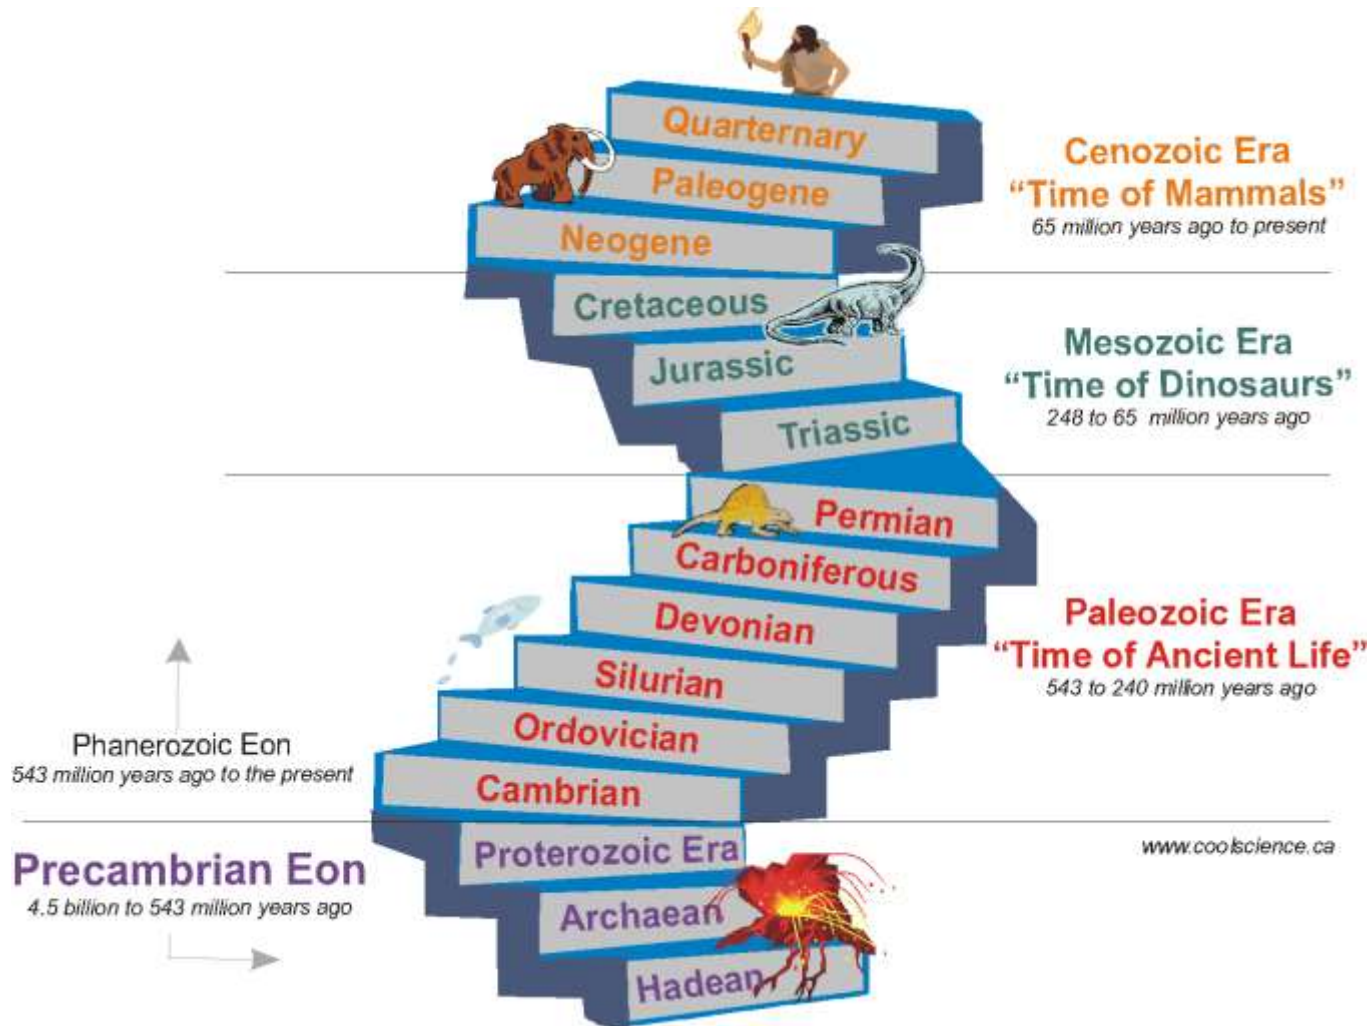 Quarternary
Paleogene
Neogene
Cenozoic Era
“Time of Mammals”
65 million years ago to present
Cretaceous
Jurassic
Triassic
Mesozoic Era
“Time of Dinosaurs”
248 to 65 million years ago
Permian
Carboniferous
Devonian
Silurian
Ordovician
Cambrian
Paleozoic Era
“Time of Ancient Life”
543 to 240 million years ago
Phanerozoic Eon
543 million years ago to the present
Proterozoic Era
Archaean
Hadean
Precambrian Eon
4.5 billion to 543 million years ago
www.coolscience.ca